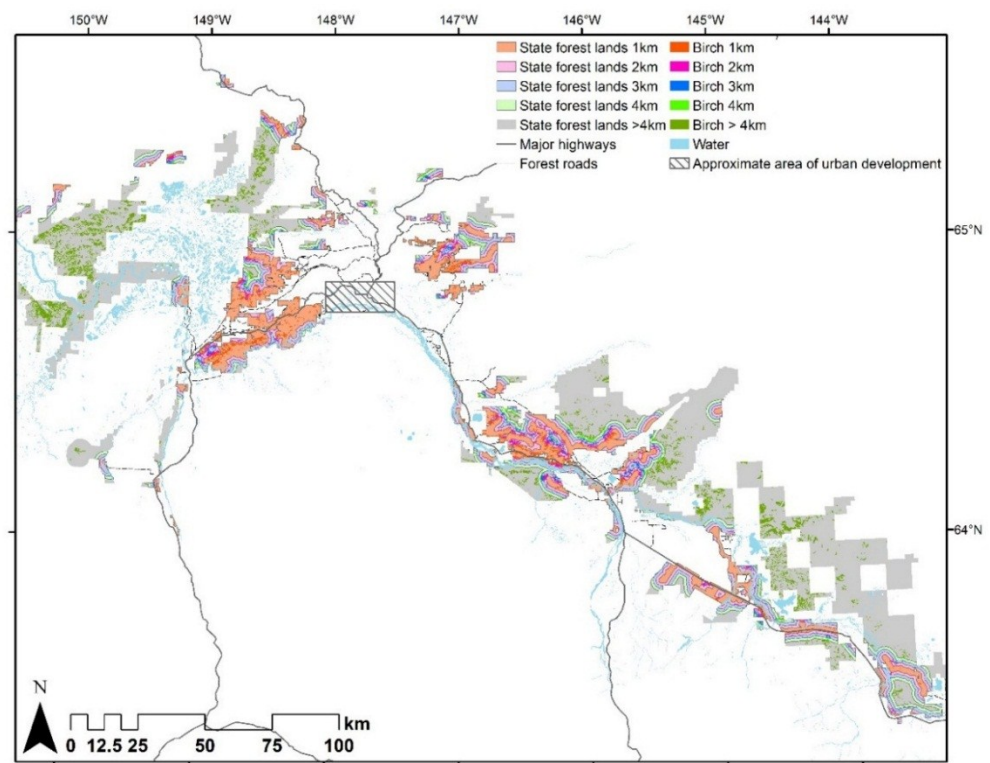 150°W 149°W 148°W 147°W 146°W 145°W 144°W
State forest lands 1km Birch 1km
State forest lands 2km Birch 2km
State forest lands 3km Birch 3km
State forest lands 4km Birch 4km
State forest lands >4km Birch > 4km
Major highways Water
Forest roads Approximate area of urban development
65°N
64°N
N
km
0 12.5 25 50 75 100